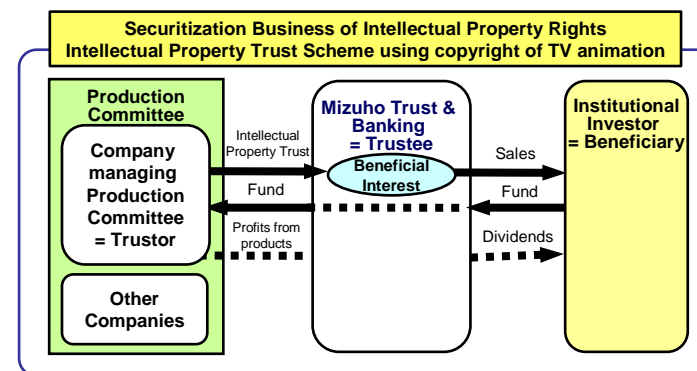 Securitization Business of Intellectual Property Rights
Intellectual Property Trust Scheme using copyright of TV animation
Production
Committee
Company
managing
Production
Committee
= Trustor
Other
Companies
Intellectual
Property Trust
Fund
Profits from
products
Mizuho Trust &
Banking
= Trustee
Beneficial
Interest
Sales
Fund
Dividends
Institutional
Investor
= Beneficiary